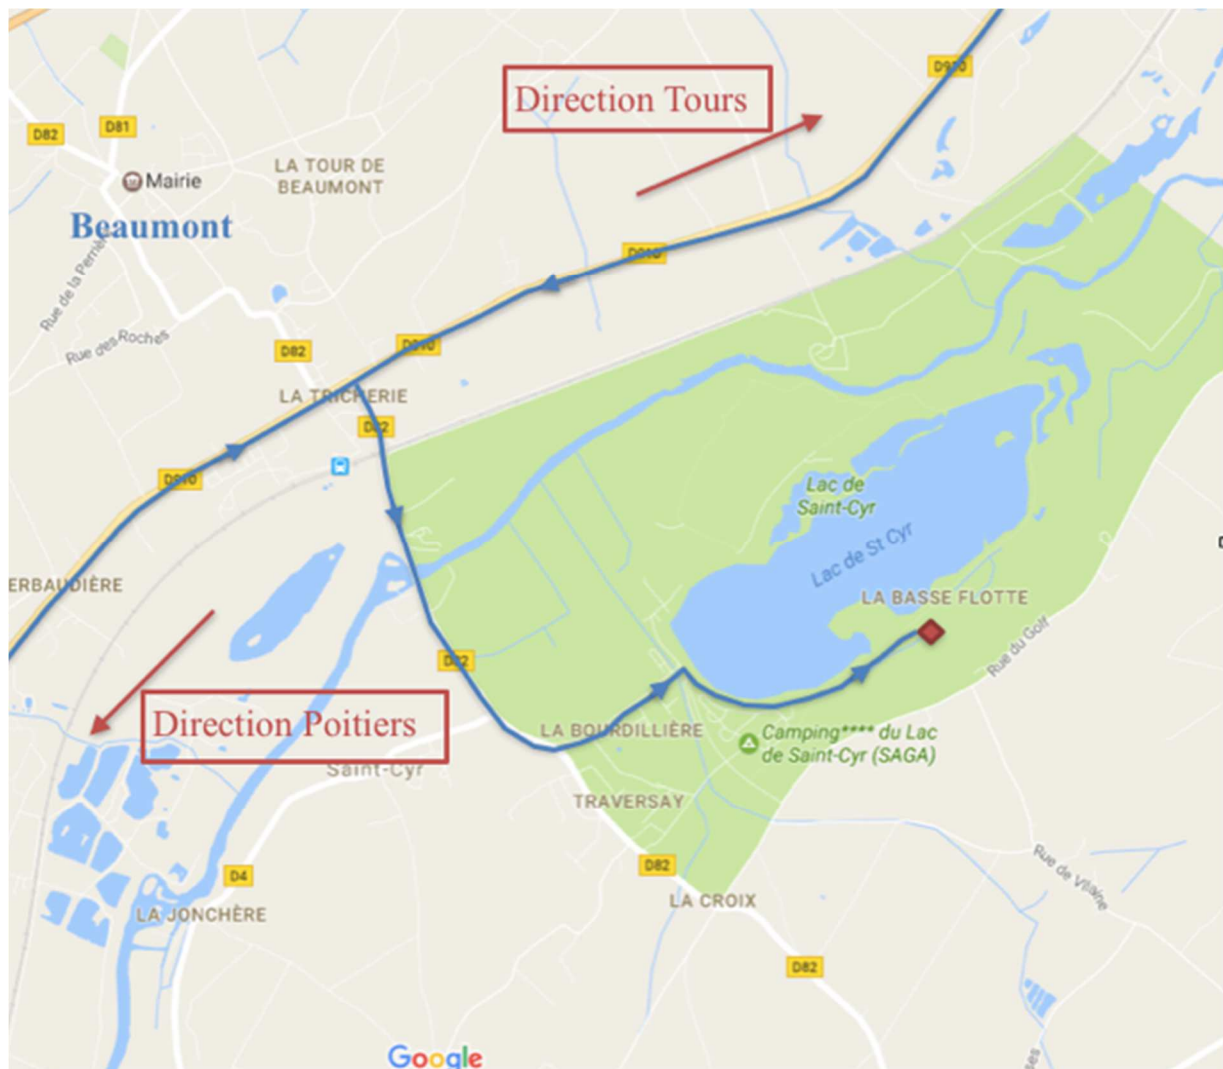 D910
Direction Tours
D82
D81
LA TOUR DE
BEAUMONT
Mairie
Beaumont
Rue de la Perrière
D910
Rue des Roches
D82
D910
LA TRICHERIE
D82
D910
Lac de
Saint-Cyr
Lac de St Cyr
ERBAUDIÈRE
LA BASSE FLOTTE
Rue du Golf
D82
Direction Poitiers
LA BOURDILLIÈRE
Camping**** du Lac
de Saint-Cyr (SAGA)
Saint-Cyr
TRAVERSAY
D82
D4
Rue de Vilaine
LA CROIX
LA JONCHÈRE
D82
Google